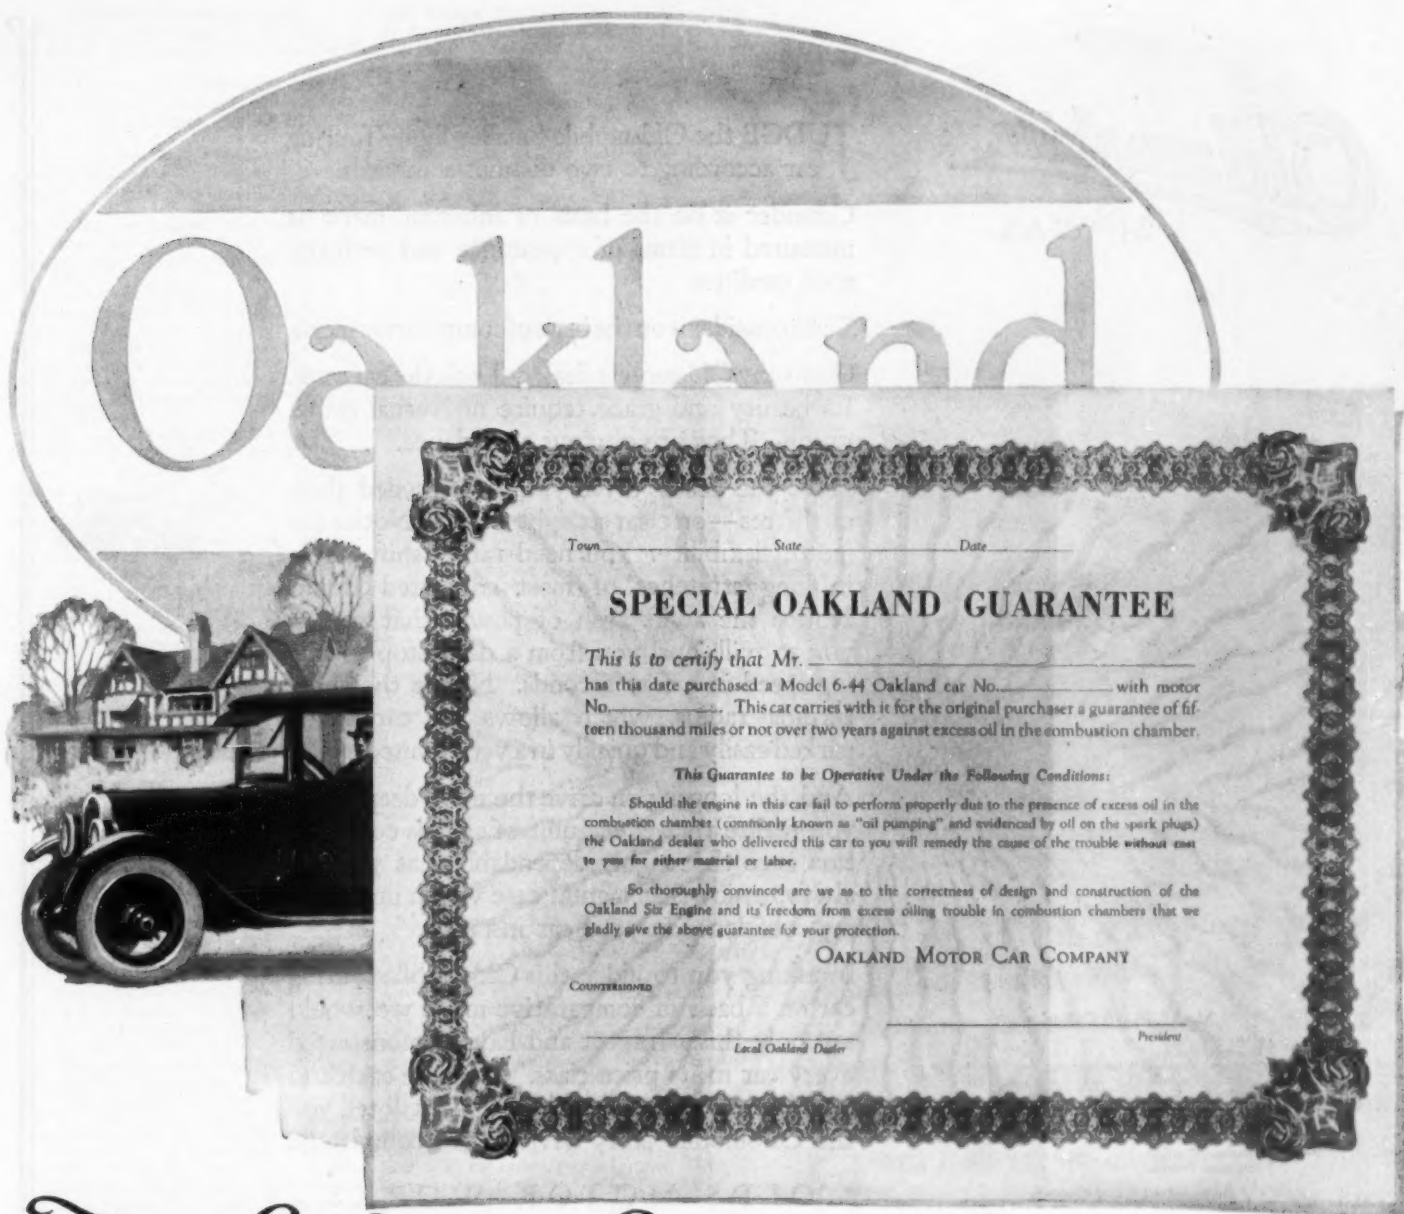 Oakland
Town State Date
SPECIAL OAKLAND GUARANTEE
This is to certify that Mr.
has this date purchased a Model 6-44 Oakland car No. with motor
No. . This car carries with it for the original purchaser a guarantee of fif-
teen thousand miles or not over two years against excess oil in the combustion chamber.
This Guarantee to be Operative Under the Following Conditions:
Should the engine in this car fail to perform properly due to the presence of excess oil in the
combustion chamber (commonly known as "oil pumping" and evidenced by oil on the spark plugs)
the Oakland dealer who delivered this car to you will remedy the cause of the trouble without cost
to you for either material or labor.
So thoroughly convinced are we as to the correctness of design and construction of the
Oakland Six Engine and its freedom from excess oiling trouble in combustion chambers that we
gladly give the above guarantee for your protection.
OAKLAND MOTOR CAR COMPANY
COUNTERSIGNED
Local Oakland Dealer
President